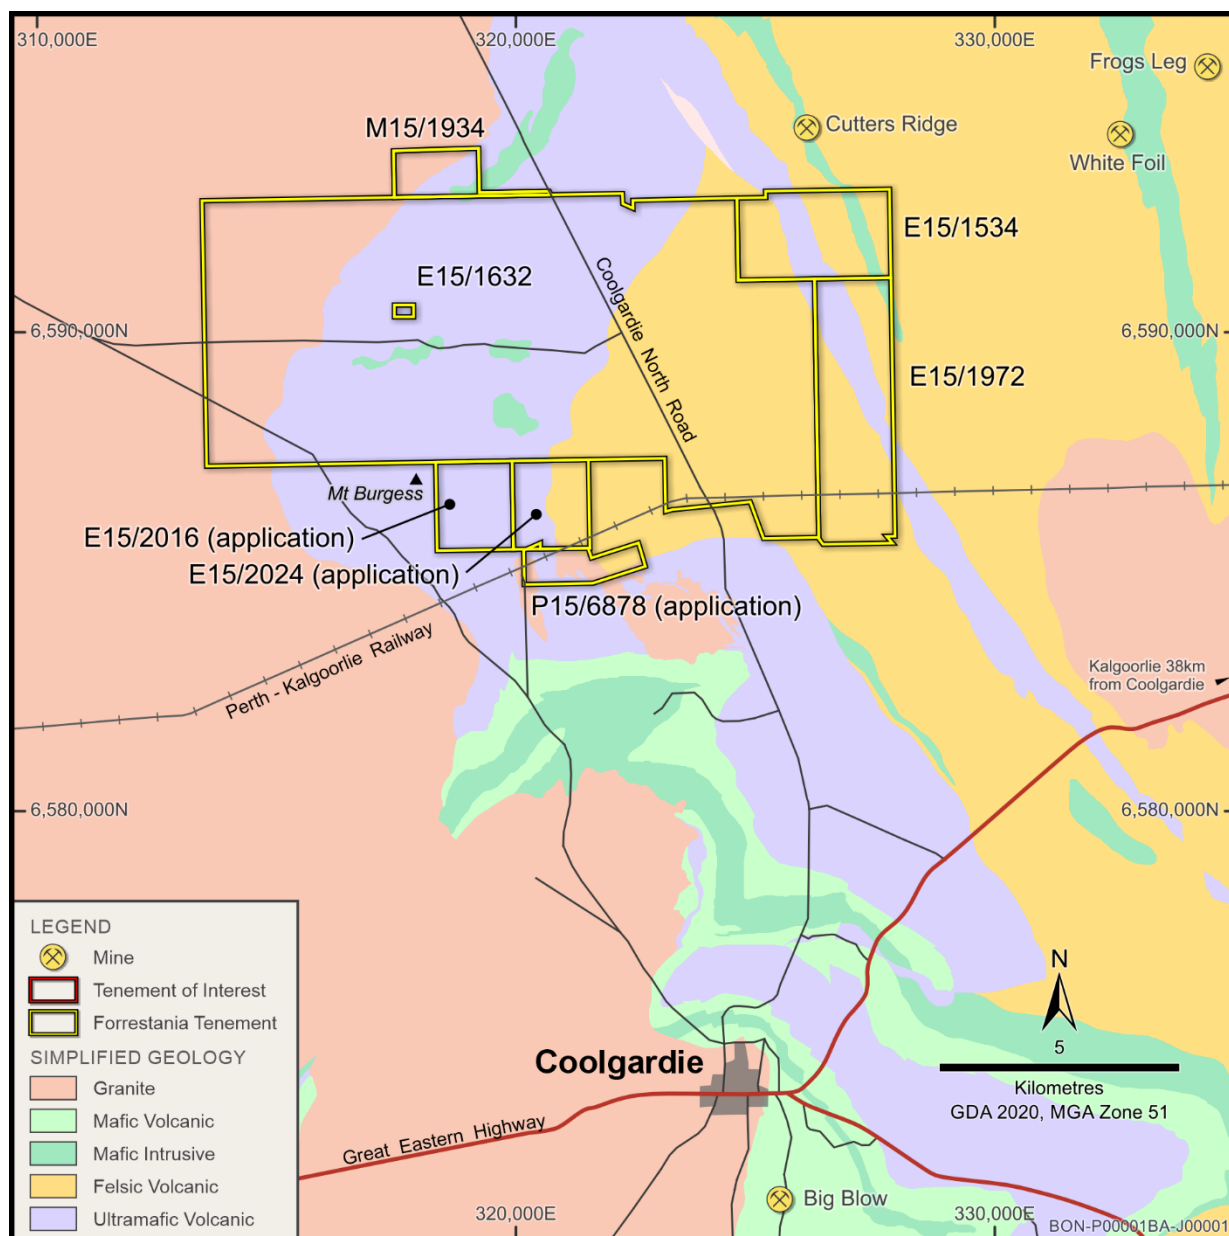 310,000E
320,000E
330,000E
Frogs Leg
M15/1934
Cutters Ridge
White Foil
E15/1534
E15/1632
Coolgardie North Road
6,590,000N
6,590,000N
E15/1972
Mt Burgess
E15/2016 (application)
E15/2024 (application)
P15/6878 (application)
Perth - Kalgoorlie Railway
Kalgoorlie 38km
from Coolgardie
6,580,000N
6,580,000N
LEGEND
Mine
Tenement of Interest
Forrestania Tenement
SIMPLIFIED GEOLOGY
Granite
Mafic Volcanic
Mafic Intrusive
Felsic Volcanic
Ultramafic Volcanic
N
5
Kilometres
GDA 2020, MGA Zone 51
Coolgardie
Great Eastern Highway
Big Blow
320,000E
330,000E
BON-P00001BA-J00001